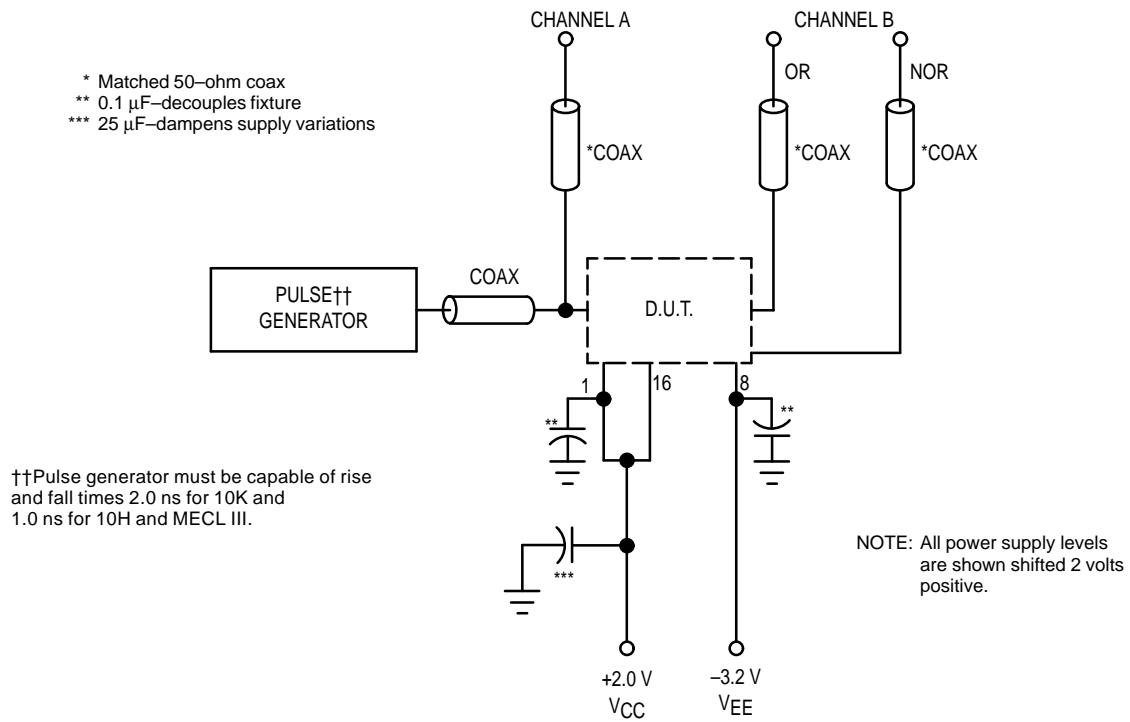 CHANNEL A
CHANNEL B
* Matched 50–ohm coax
** 0.1 μF–decouples fixture
*** 25 μF–dampens supply variations
OR
NOR
*COAX
*COAX
*COAX
COAX
PULSE††
GENERATOR
D.U.T.
1
16
8
**
**
††Pulse generator must be capable of rise
and fall times 2.0 ns for 10K and
1.0 ns for 10H and MECL III.
***
NOTE: All power supply levels
are shown shifted 2 volts
positive.
+2.0 V
VCC
–3.2 V
VEE